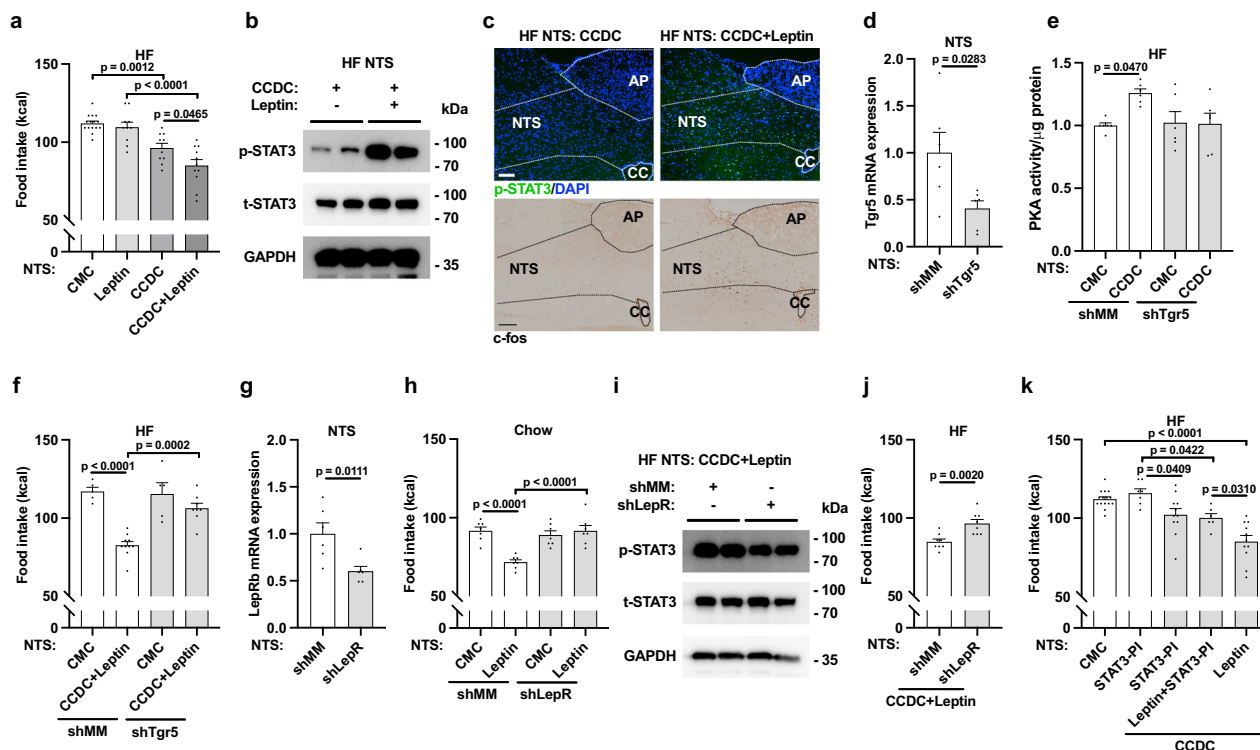 a
HF
Food intake (kcal)
150
100
50
0
p = 0.0012
p < 0.0001
p = 0.0465
NTS:
CMC
Leptin
CCDC
CCDC+Leptin
b
HF NTS
CCDC: + +
Leptin: - +
kDa
p-STAT3
- 100
- 70
t-STAT3
- 100
- 70
GAPDH
- 35
c
HF NTS: CCDC
HF NTS: CCDC+Leptin
AP
NTS
CC
AP
NTS
CC
p-STAT3/DAPI
AP
NTS
CC
AP
NTS
CC
c-fos
d
NTS
Tgr5 mRNA expression
2.0
1.5
1.0
0.5
0.0
p = 0.0283
NTS:
shMM
shTgr5
e
HF
PKA activity/µg protein
1.5
1.0
0.5
0.0
p = 0.0470
NTS:
CMC
CCDC
CMC
CCDC
shMM
shTgr5
f
HF
Food intake (kcal)
150
100
50
0
p < 0.0001
p = 0.0002
NTS:
CMC
CCDC+Leptin
CMC
CCDC+Leptin
shMM
shTgr5
g
NTS
LepRb mRNA expression
2.0
1.5
1.0
0.5
0.0
p = 0.0111
NTS:
shMM
shLepR
h
Chow
Food intake (kcal)
150
100
50
0
p < 0.0001
p < 0.0001
NTS:
CMC
Leptin
CMC
Leptin
shMM
shLepR
i
HF NTS: CCDC+Leptin
shMM: + -
shLepR: - +
kDa
p-STAT3
- 100
- 70
t-STAT3
- 100
- 70
GAPDH
- 35
j
HF
Food intake (kcal)
150
100
50
0
p = 0.0020
NTS:
shMM
shLepR
CCDC+Leptin
k
HF
Food intake (kcal)
150
100
50
0
p < 0.0001
p = 0.0422
p = 0.0409
p = 0.0310
NTS:
CMC
STAT3-PI
STAT3-PI
Leptin+STAT3-PI
Leptin
CCDC